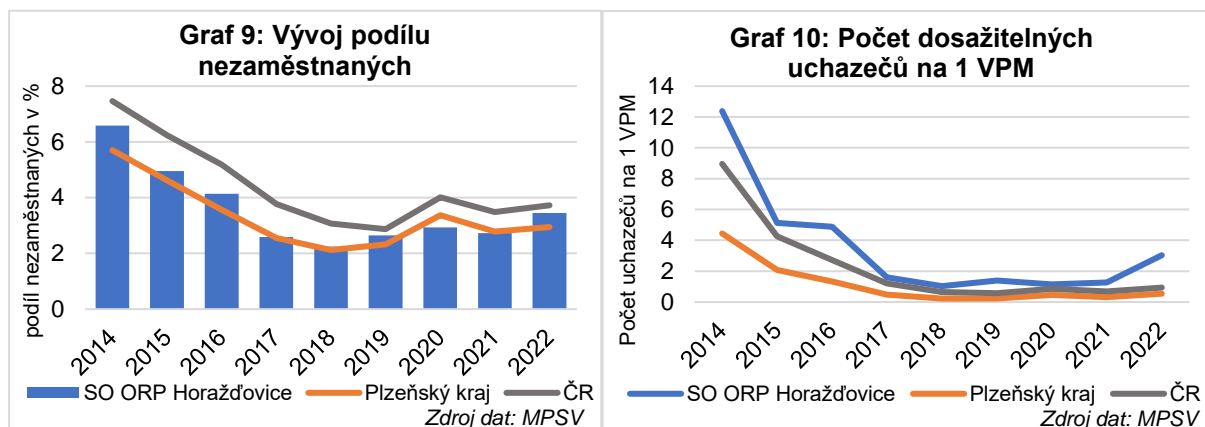 Graf 9: Vývoj podílu
nezaměstnaných
podíl nezaměstnaných v %
8
6
4
2
0
2014
2015
2016
2017
2018
2019
2020
2021
2022
SO ORP Horažďovice
Plzeňský kraj
ČR
Zdroj dat: MPSV
Graf 10: Počet dosažitelných
uchazečů na 1 VPM
Počet uchazečů na 1 VPM
14
12
10
8
6
4
2
0
2014
2015
2016
2017
2018
2019
2020
2021
2022
SO ORP Horažďovice
Plzeňský kraj
ČR
Zdroj dat: MPSV